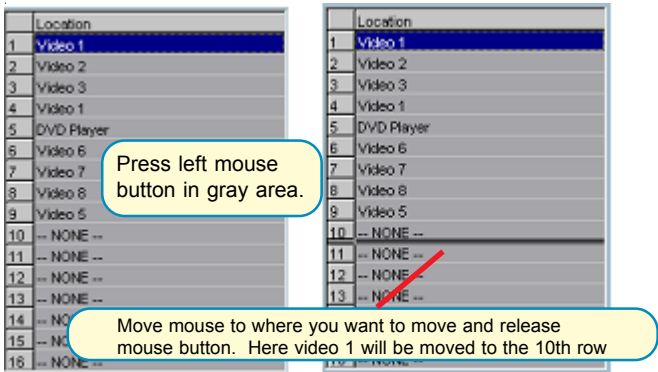 Location
1 Video 1
2 Video 2
3 Video 3
4 Video 1
5 DVD Player
6 Video 6
7 Video 7
8 Video 8
9 Video 5
10 -- NONE --
11 -- NONE --
12 -- NONE --
13 -- NONE --
14
15
16 -- NONE --
Press left mouse
button in gray area.
Location
1 Video 1
2 Video 2
3 Video 3
4 Video 1
5 DVD Player
6 Video 6
7 Video 7
8 Video 8
9 Video 5
10 -- NONE --
11 -- NONE --
12 -- NONE --
13 -- NONE --
Move mouse to where you want to move and release
mouse button. Here video 1 will be moved to the 10th row